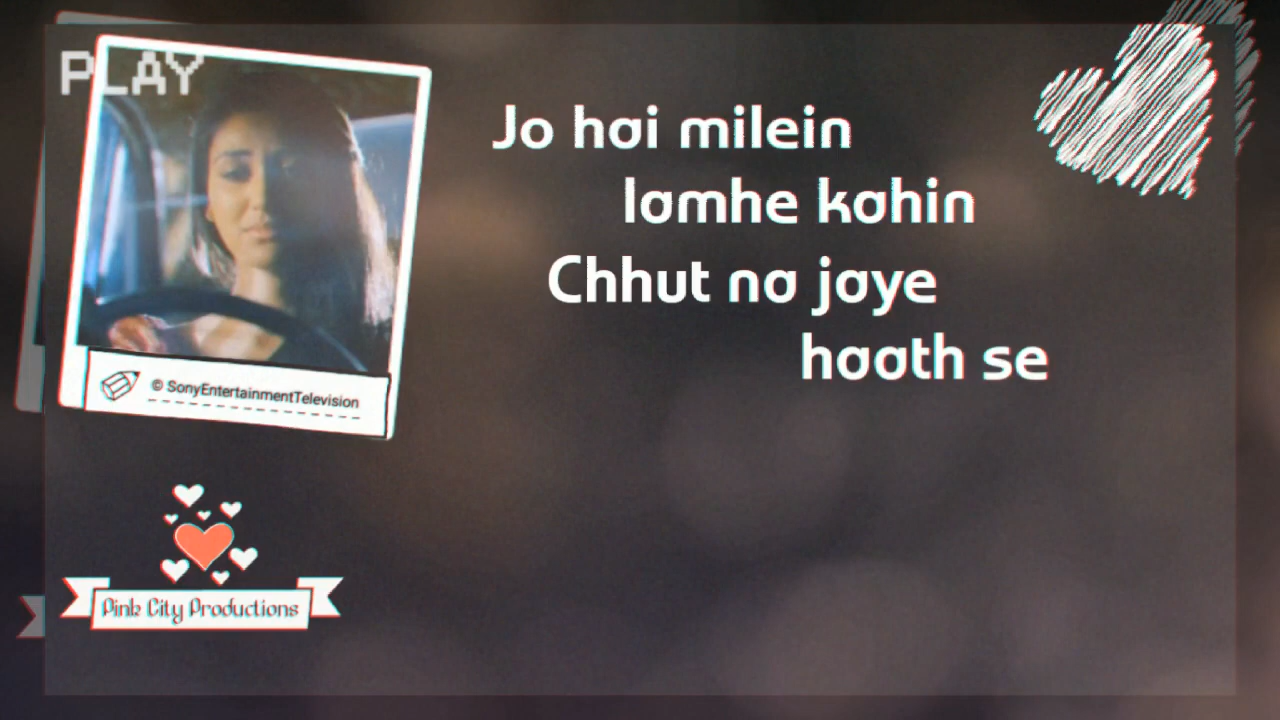 PLAY
Jo hai milein
lamhe kahin
Chhut na jaye
haath se
© SonyEntertainmentTelevision
Pink City Productions